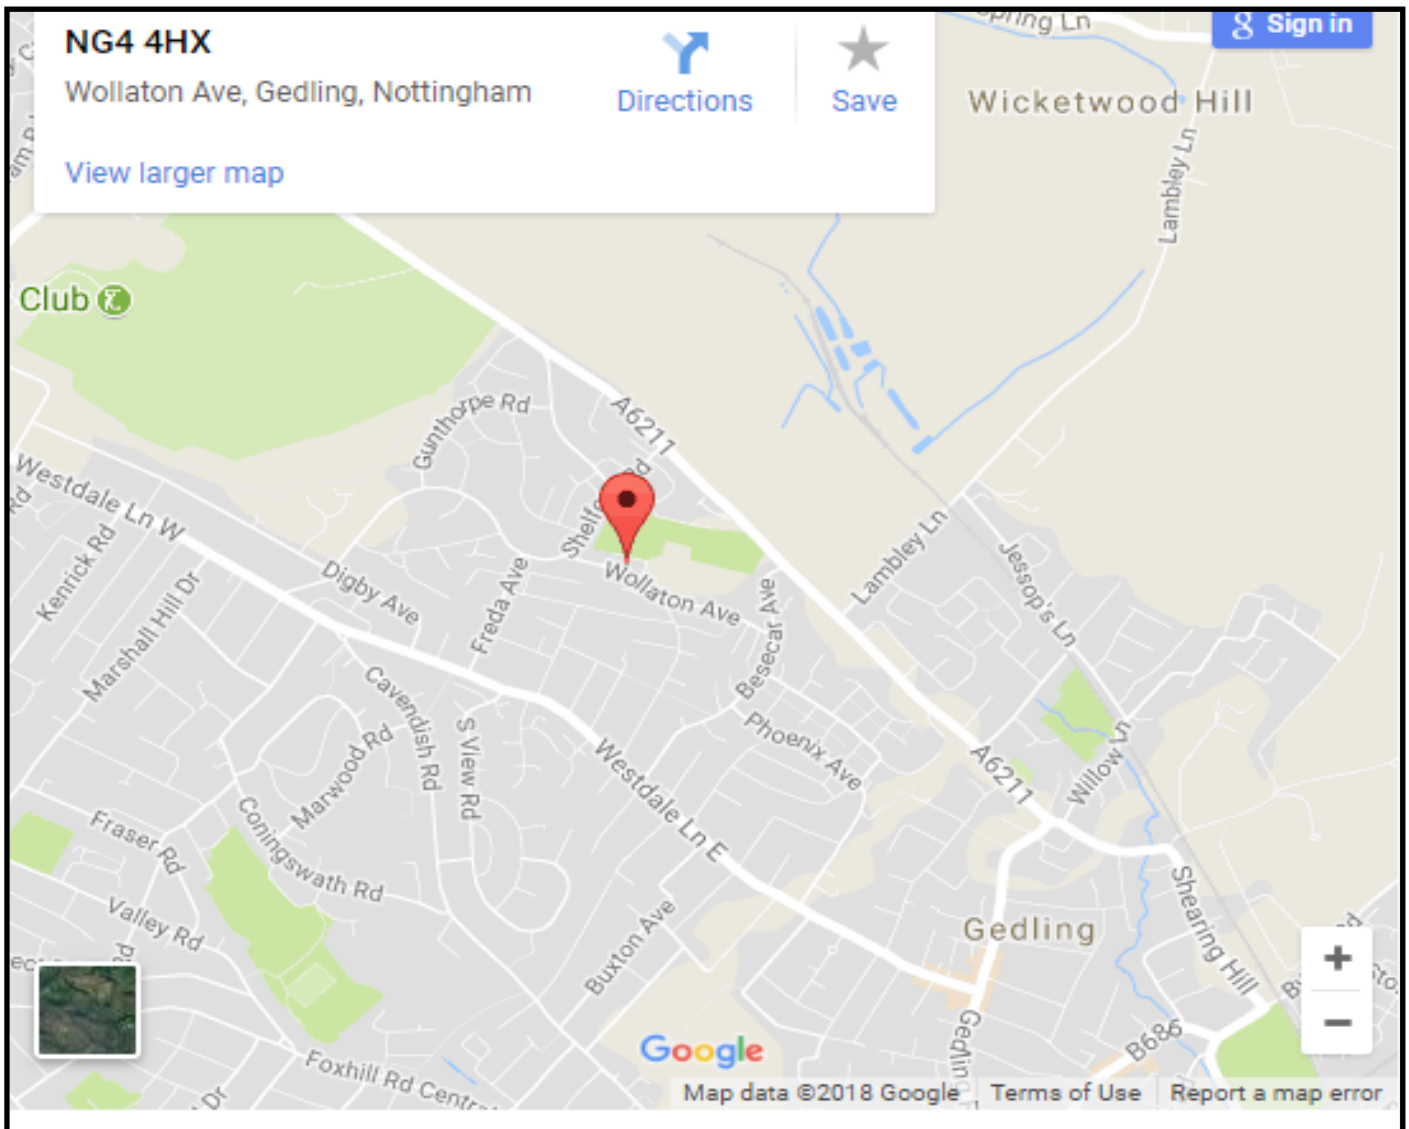 NG4 4HX
Wollaton Ave, Gedling, Nottingham
Directions
Save
View larger map
Sign in
Wicketwood Hill
Lambley Ln
Club
Gunthorpe Rd
A6211
Westdale Ln W
Rd
Kenrick Rd
Marshall Hill Dr
Digby Ave
Freda Ave
Wollaton Ave
Besecar Ave
Lambley Ln
Jessop's Ln
Cavendish Rd
S View Rd
Marwood Rd
Phoenix Ave
Westdale Ln E
A6211
Willow Ln
Fraser Rd
Coningswath Rd
Valley Rd
Buxton Ave
Gedling
Shearing Hill
B686
Foxhill Rd
Dr
Google
Map data ©2018 Google
Terms of Use
Report a map error